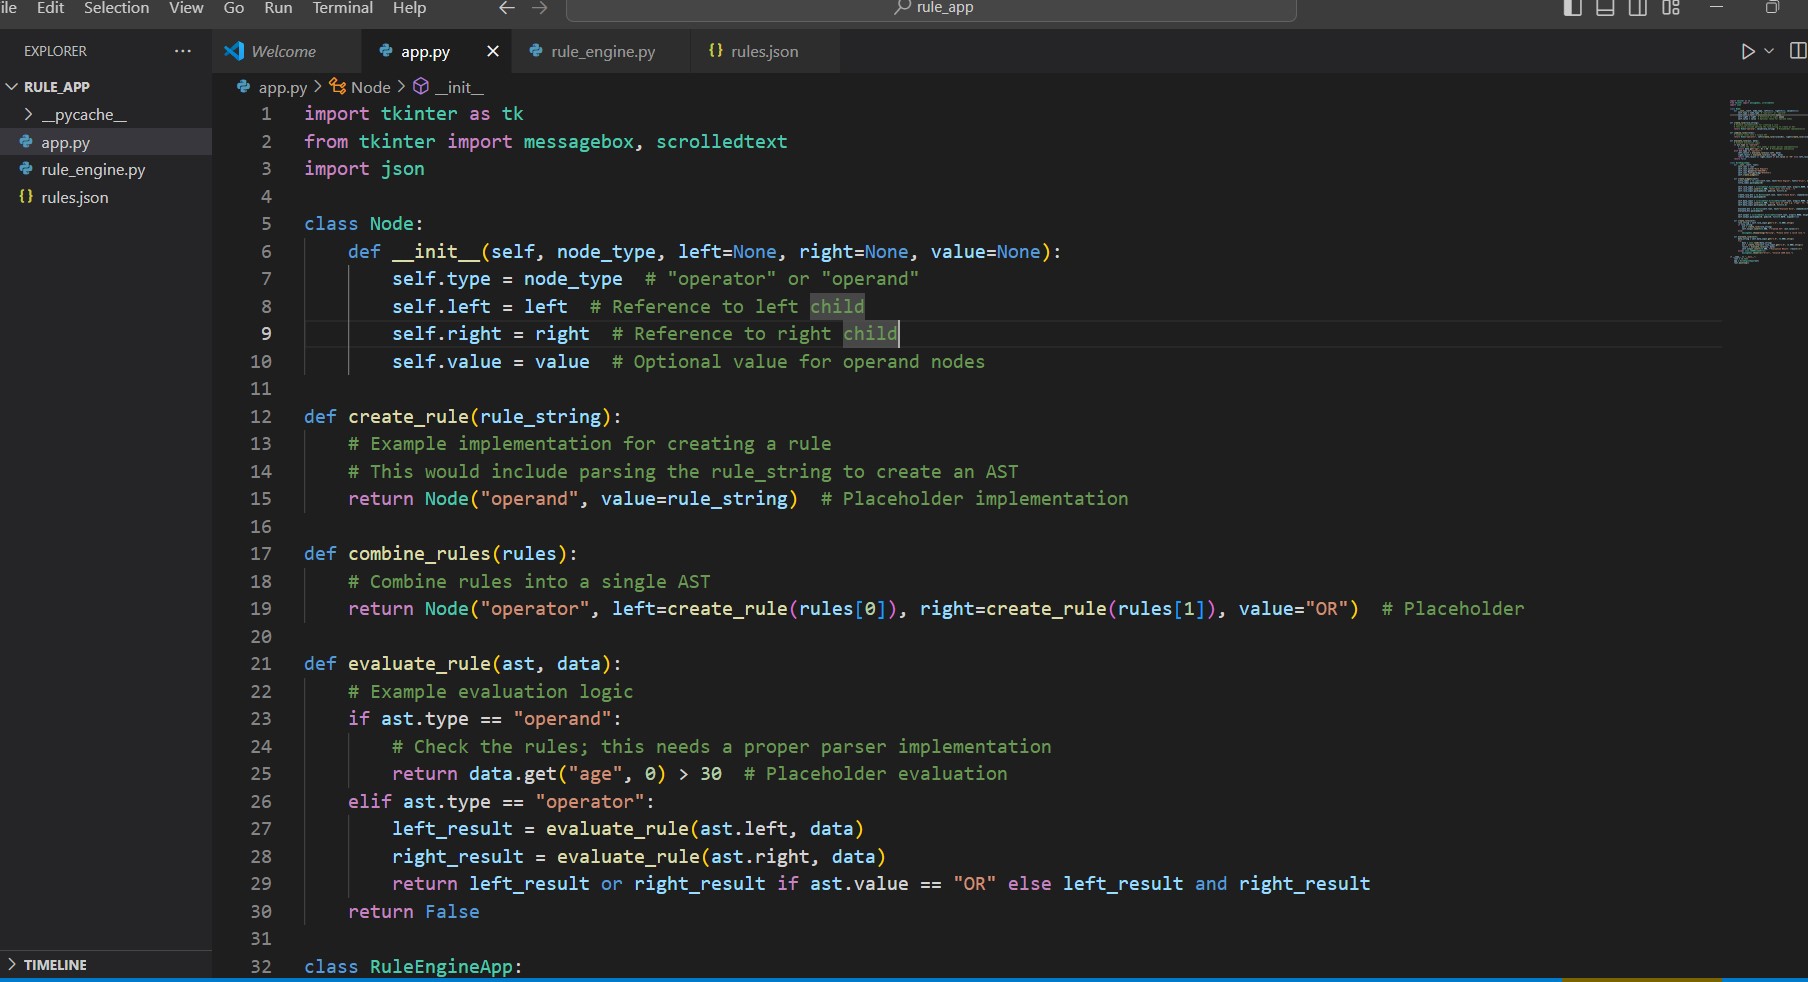 ile Edit Selection View Go Run Terminal Help rule_app
EXPLORER ···
Welcome app.py rule_engine.py {} rules.json
RULE_APP
__pycache__
app.py
rule_engine.py
{} rules.json
TIMELINE
app.py > Node > __init__
1 import tkinter as tk
2 from tkinter import messagebox, scrolledtext
3 import json
4
5 class Node:
6 def __init__(self, node_type, left=None, right=None, value=None):
7 self.type = node_type # "operator" or "operand"
8 self.left = left # Reference to left child
9 self.right = right # Reference to right child
10 self.value = value # Optional value for operand nodes
11
12 def create_rule(rule_string):
13 # Example implementation for creating a rule
14 # This would include parsing the rule_string to create an AST
15 return Node("operand", value=rule_string) # Placeholder implementation
16
17 def combine_rules(rules):
18 # Combine rules into a single AST
19 return Node("operator", left=create_rule(rules[0]), right=create_rule(rules[1]), value="OR") # Placeholder
20
21 def evaluate_rule(ast, data):
22 # Example evaluation logic
23 if ast.type == "operand":
24 # Check the rules; this needs a proper parser implementation
25 return data.get("age", 0) > 30 # Placeholder evaluation
26 elif ast.type == "operator":
27 left_result = evaluate_rule(ast.left, data)
28 right_result = evaluate_rule(ast.right, data)
29 return left_result or right_result if ast.value == "OR" else left_result and right_result
30 return False
31
32 class RuleEngineApp: